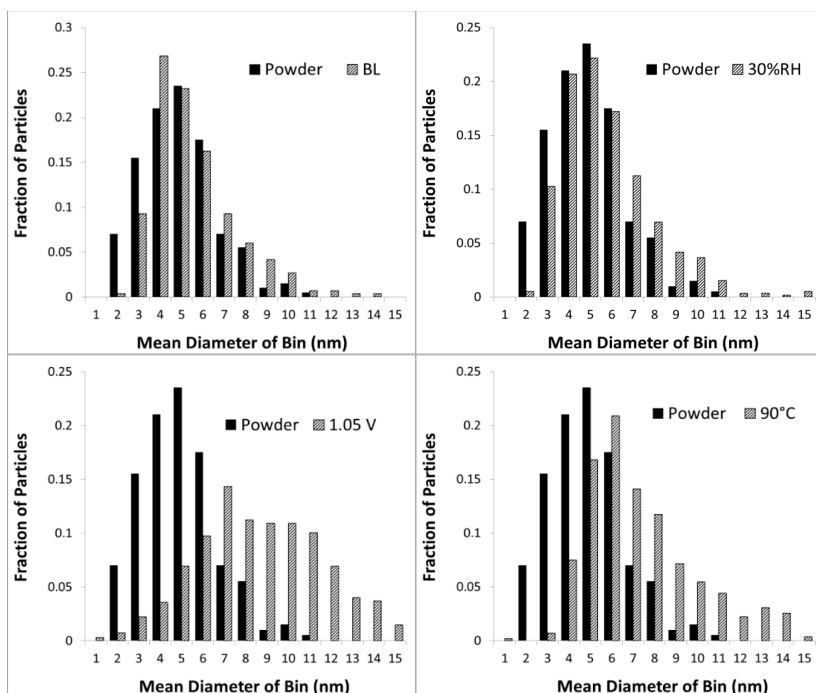 0.3
0.25
0.2
0.15
0.1
0.05
0
Fraction of Particles
Powder BL
1 2 3 4 5 6 7 8 9 10 11 12 13 14 15
Mean Diameter of Bin (nm)
0.25
0.2
0.15
0.1
0.05
0
Fraction of Particles
Powder 30%RH
1 2 3 4 5 6 7 8 9 10 11 12 13 14 15
Mean Diameter of Bin (nm)
0.25
0.2
0.15
0.1
0.05
0
Fraction of Particles
Powder 1.05 V
1 2 3 4 5 6 7 8 9 10 11 12 13 14 15
Mean Diameter of Bin (nm)
0.25
0.2
0.15
0.1
0.05
0
Fraction of Particles
Powder 90°C
1 2 3 4 5 6 7 8 9 10 11 12 13 14 15
Mean Diameter of Bin (nm)